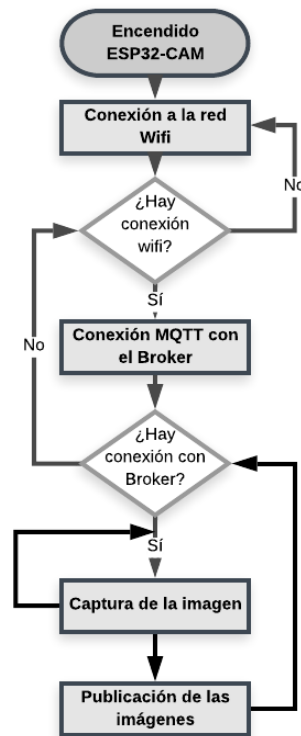 Encendido
ESP32-CAM
Conexión a la red
Wifi
No
¿Hay
conexión
wifi?
Sí
Conexión MQTT con
el Broker
No
¿Hay
conexión con
Broker?
Sí
Captura de la imagen
Publicación de las
imágenes